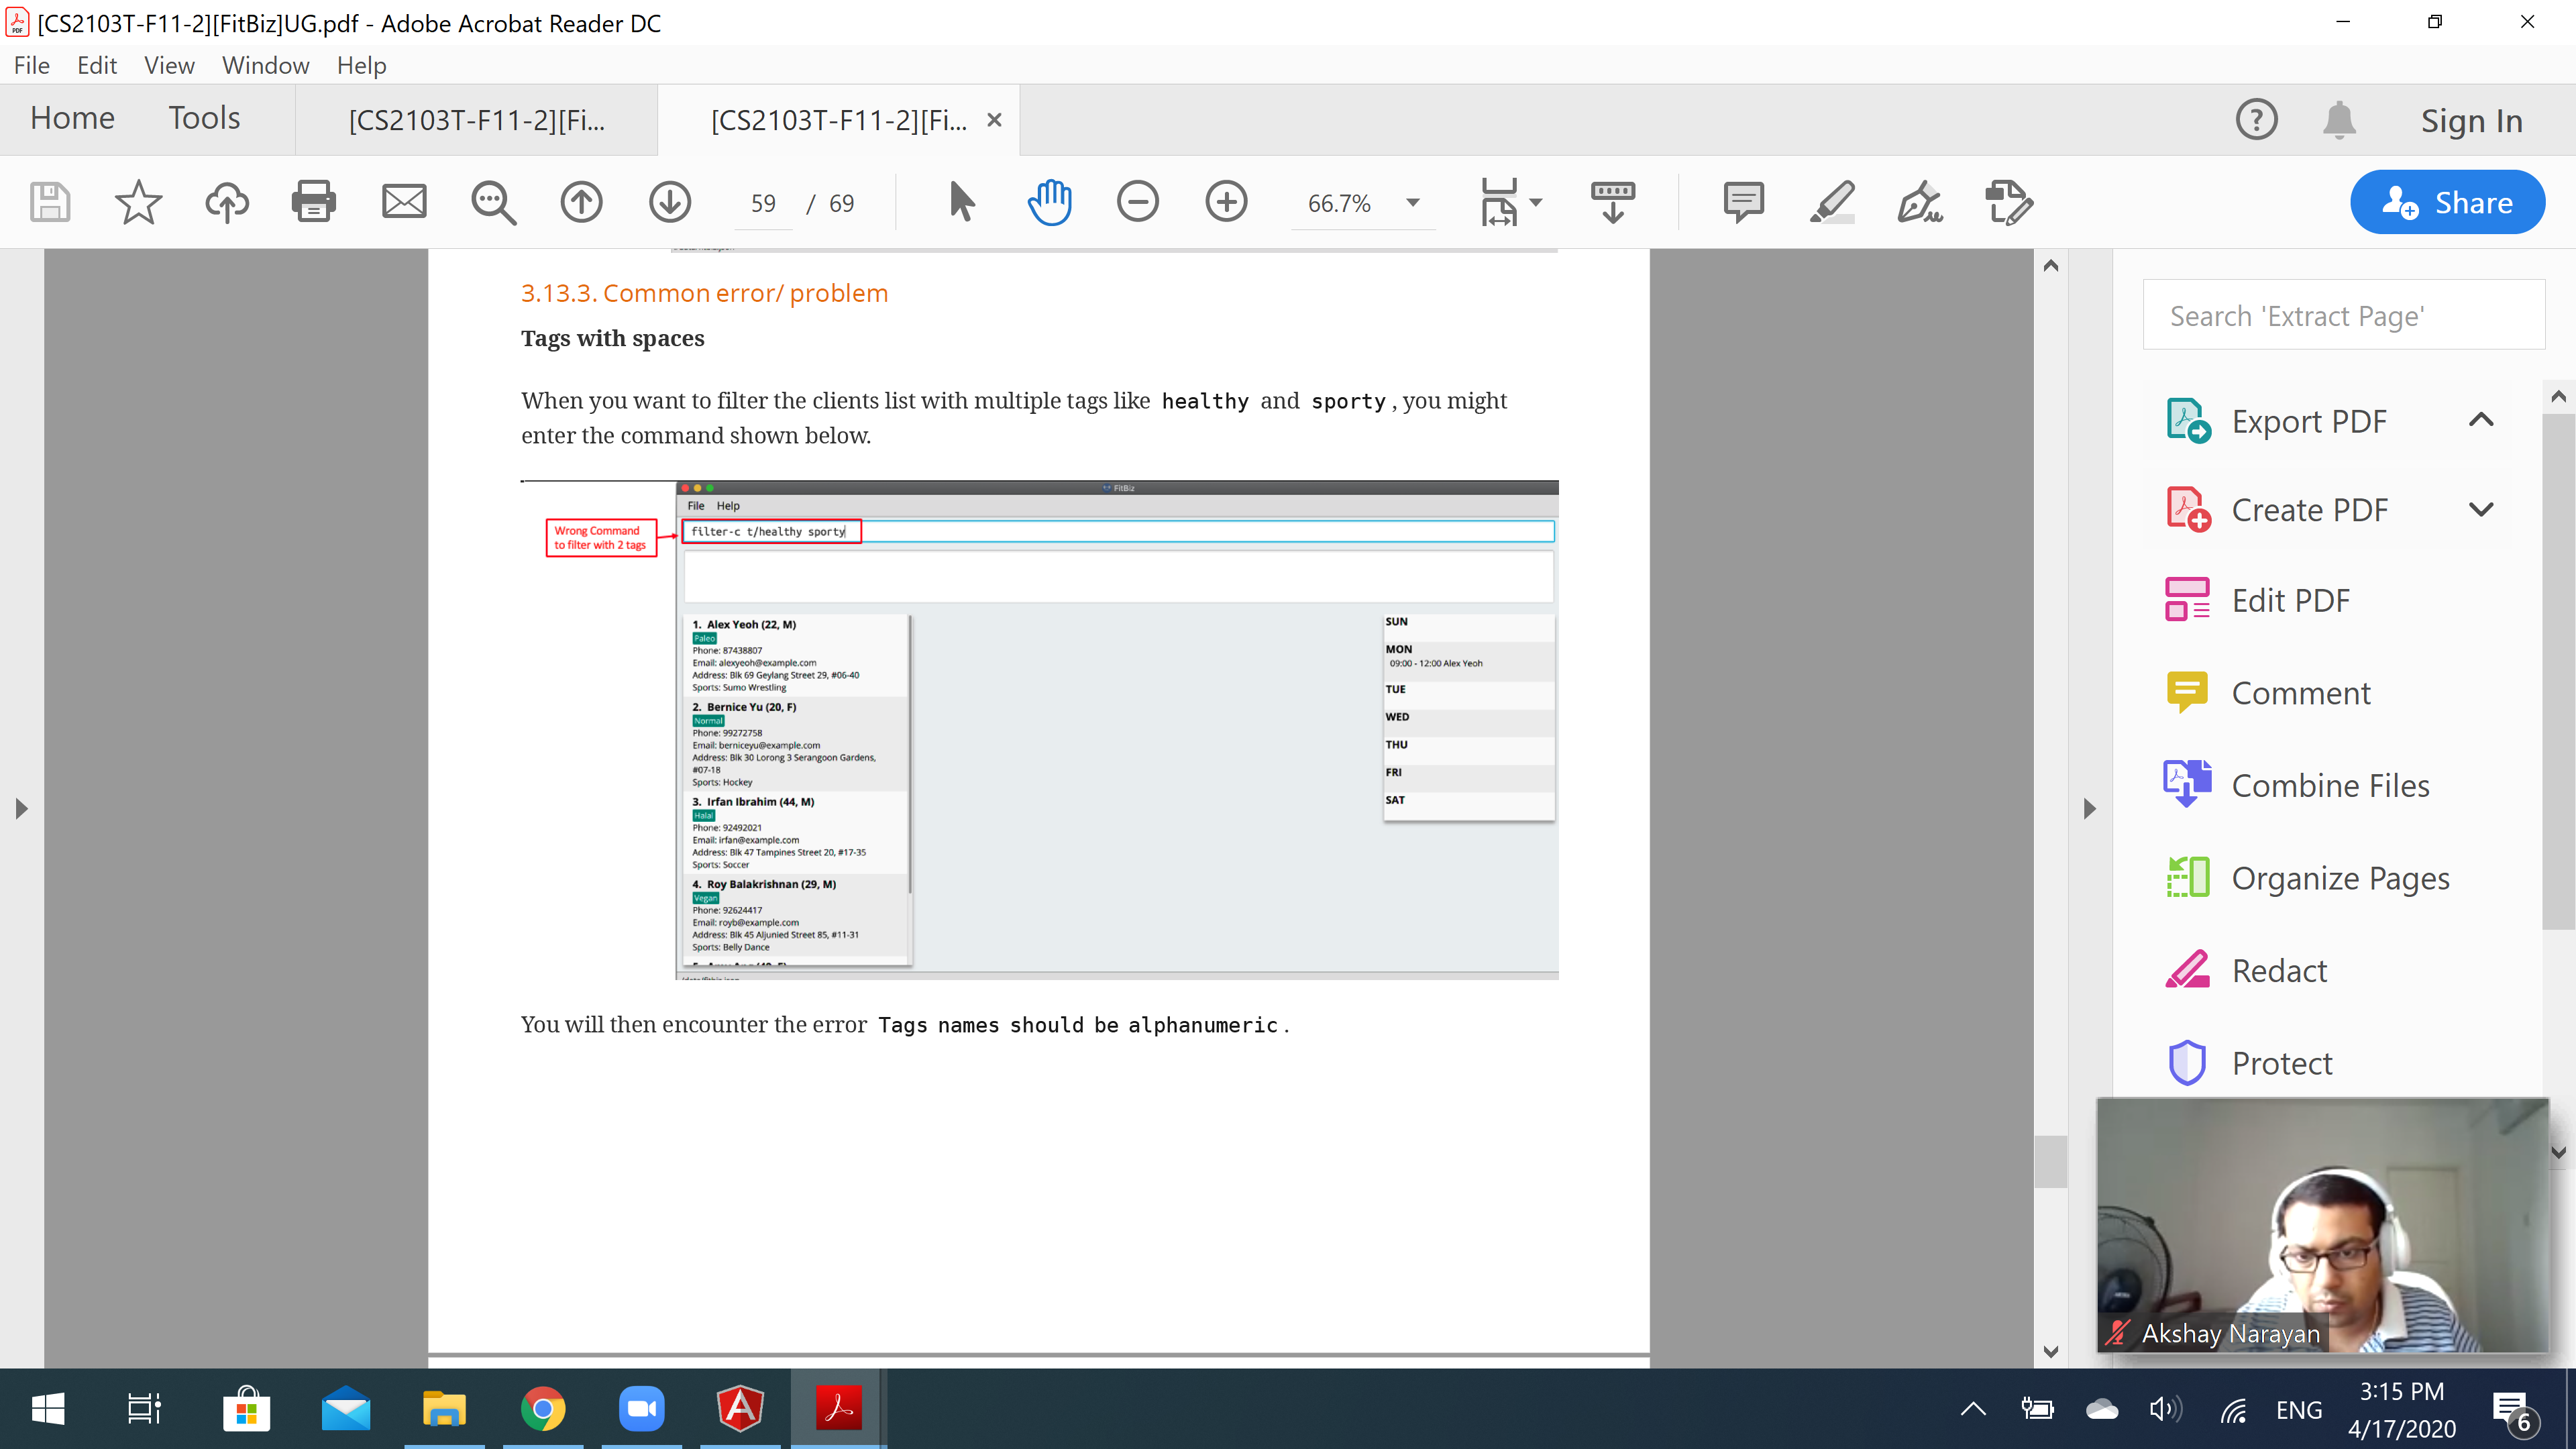 [CS2103T-F11-2][FitBiz]UG.pdf - Adobe Acrobat Reader DC
File Edit View Window Help
Home Tools [CS2103T-F11-2][Fi... [CS2103T-F11-2][Fi... Sign In
59 / 69 66.7% Share
3.13.3. Common error/ problem
Tags with spaces
When you want to filter the clients list with multiple tags like healthy and sporty, you might
enter the command shown below.
FitBiz
File Help
Wrong Command
to filter with 2 tags
filter-c t/healthy sporty
1. Alex Yeoh (22, M)
Paleo
Phone: 87438807
Email: alexyeoh@example.com
Address: Blk 69 Geylang Street 29, #06-40
Sports: Sumo Wrestling
2. Bernice Yu (20, F)
Normal
Phone: 99272758
Email: berniceyu@example.com
Address: Blk 30 Lorong 3 Serangoon Gardens,
#07-18
Sports: Hockey
3. Irfan Ibrahim (44, M)
Halal
Phone: 92492021
Email: irfan@example.com
Address: Blk 47 Tampines Street 20, #17-35
Sports: Soccer
4. Roy Balakrishnan (29, M)
Vegan
Phone: 92624417
Email: royb@example.com
Address: Blk 45 Aljunied Street 85, #11-31
Sports: Belly Dance
SUN
MON
09:00 - 12:00 Alex Yeoh
TUE
WED
THU
FRI
SAT
You will then encounter the error Tags names should be alphanumeric.
Search 'Extract Page'
Export PDF
Create PDF
Edit PDF
Comment
Combine Files
Organize Pages
Redact
Protect
Akshay Narayan
ENG
3:15 PM
4/17/2020
6